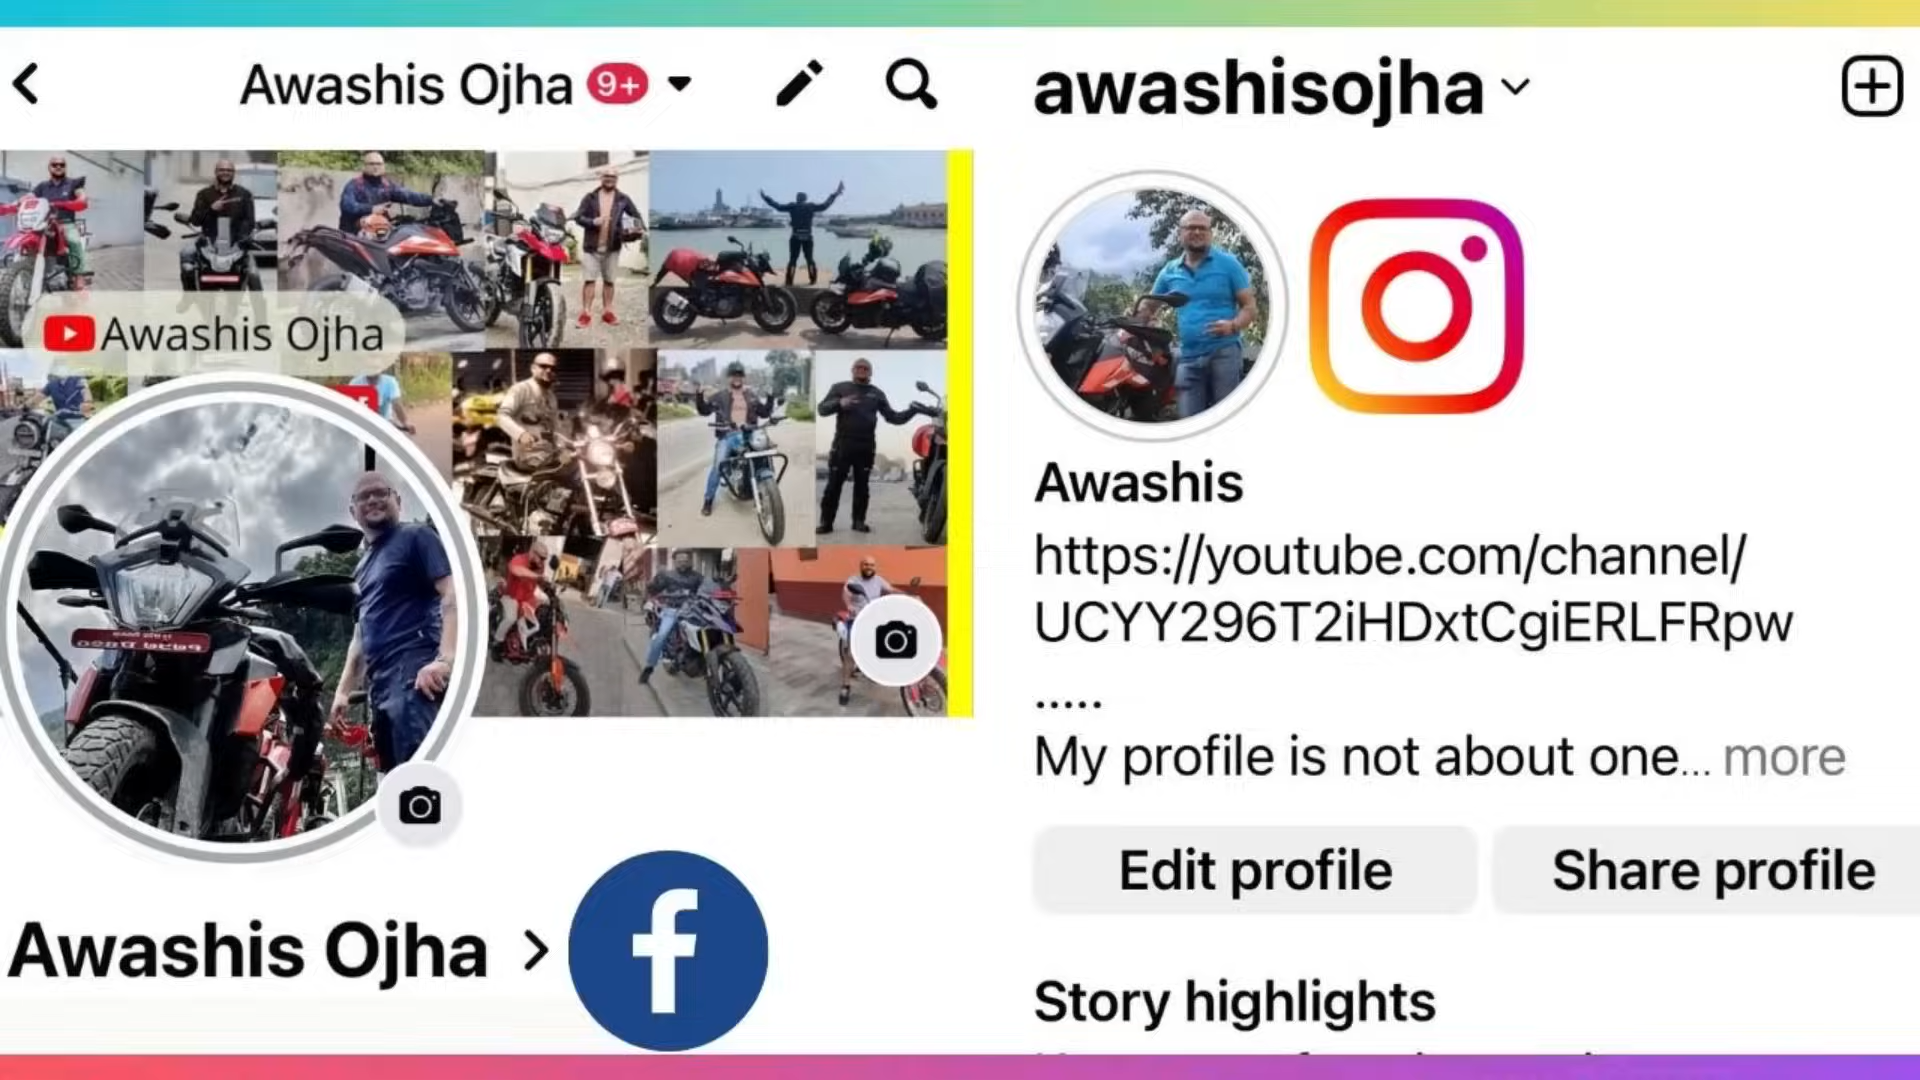 Awashis Ojha 9+
Awashis Ojha
Awashis Ojha
awashisojha
Awashis
https://youtube.com/channel/
UCYY296T2iHDxtCgiERLFRpw
.....
My profile is not about one... more
Edit profile
Share profile
Story highlights